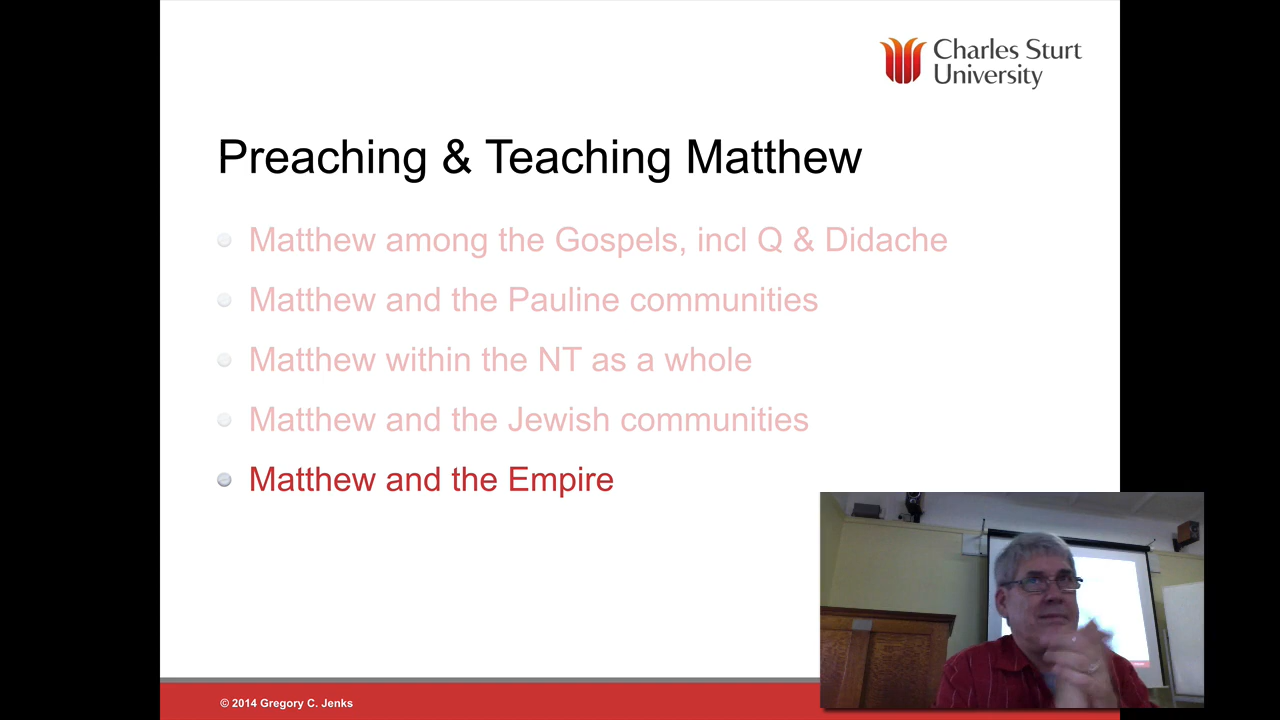 Charles Sturt
University
Preaching & Teaching Matthew
Matthew among the Gospels, incl Q & Didache
Matthew and the Pauline communities
Matthew within the NT as a whole
Matthew and the Jewish communities
Matthew and the Empire
© 2014 Gregory C. Jenks